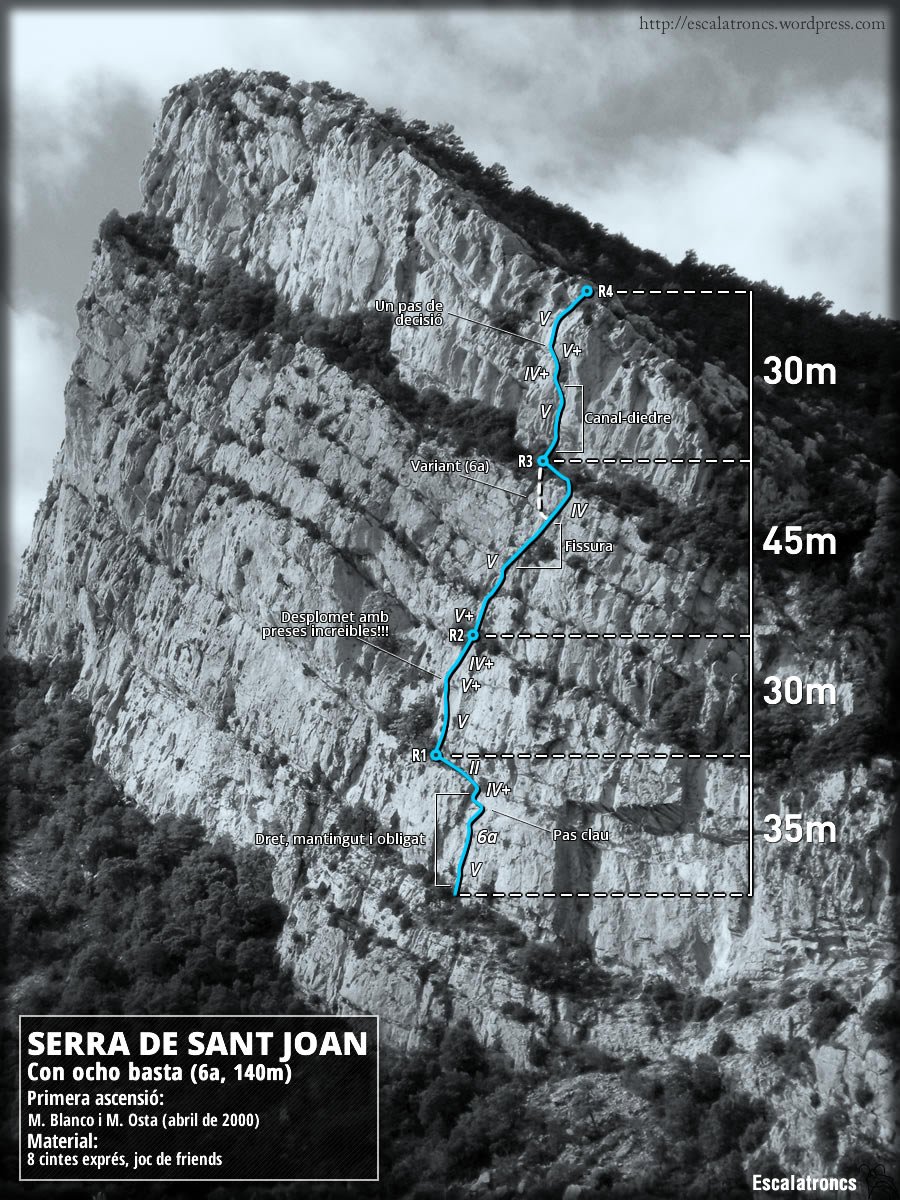 http://escalatroncs.wordpress.com
R4
Un pas de
decisió
V
V+
30m
IV+
V
Canal-diedre
R3
Variant (6a)
IV
45m
Fissura
V
V+
Desplomet amb
preses increibles!!!
R2
IV+
V+
30m
V
R1
II
IV+
Dret, mantingut i obligat
6a
Pas clau
35m
V
SERRA DE SANT JOAN
Con ocho basta (6a, 140m)
Primera ascensió:
M. Blanco i M. Osta (abril de 2000)
Material:
8 cintes exprés, joc de friends
Escalatroncs